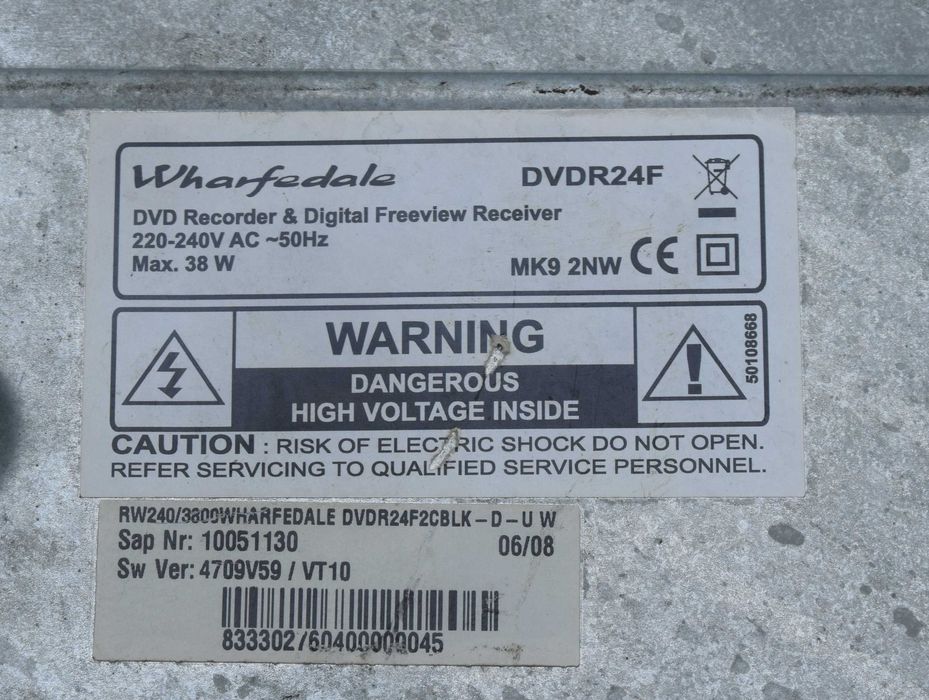 Wharfedale DVDR24F
DVD Recorder & Digital Freeview Receiver
220-240V AC ~50Hz
Max. 38 W
MK9 2NW CE
WARNING
DANGEROUS
HIGH VOLTAGE INSIDE
50108668
CAUTION : RISK OF ELECTRIC SHOCK DO NOT OPEN.
REFER SERVICING TO QUALIFIED SERVICE PERSONNEL.
RW240/3800WHARFEDALE DVDR24F2CBLK-D-U W
Sap Nr: 10051130 06/08
Sw Ver: 4709V59 / VT10
833302760400000045